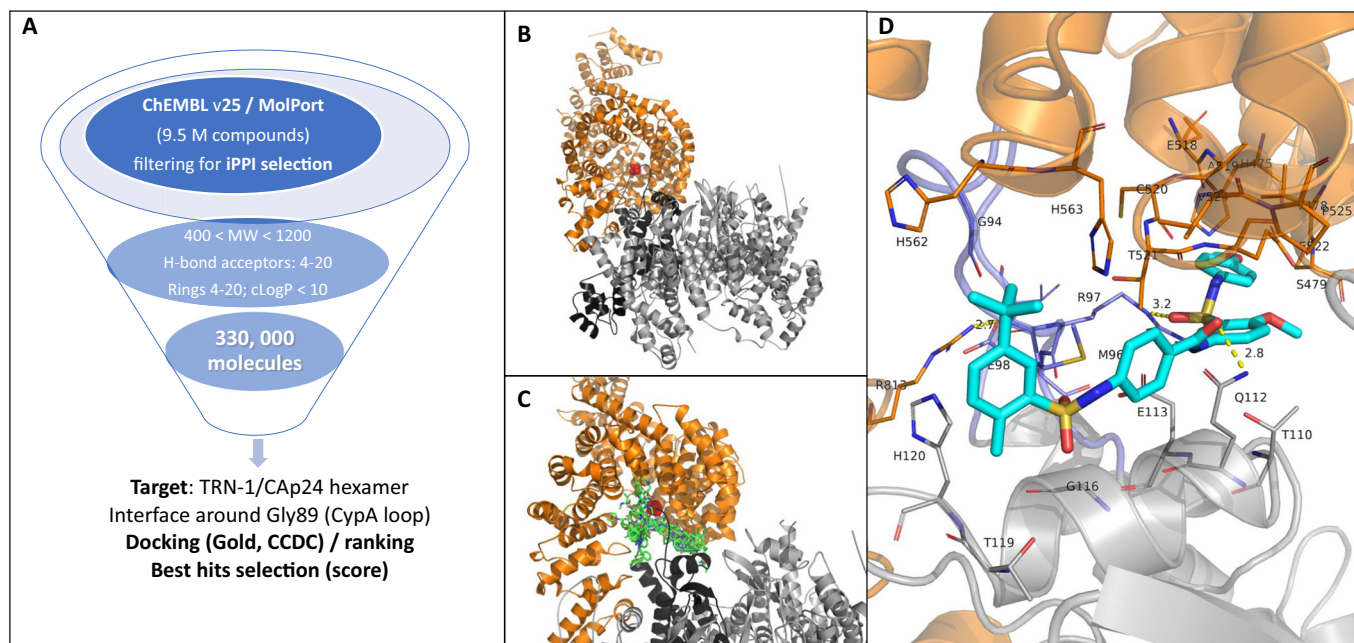 A
ChEMBL v25 / MolPort
(9.5 M compounds)
filtering for iPPI selection
400 < MW < 1200
H-bond acceptors: 4-20
Rings 4-20; cLogP < 10
330, 000
molecules
Target: TRN-1/CAp24 hexamer
Interface around Gly89 (CypA loop)
Docking (Gold, CCDC) / ranking
Best hits selection (score)
B
C
D
E518
H475
C520
P525
H563
G94
H562
T521
S479
R97
3.2
2.7
M96
2.8
E98
R813
E113
Q112
T110
H120
G116
T119